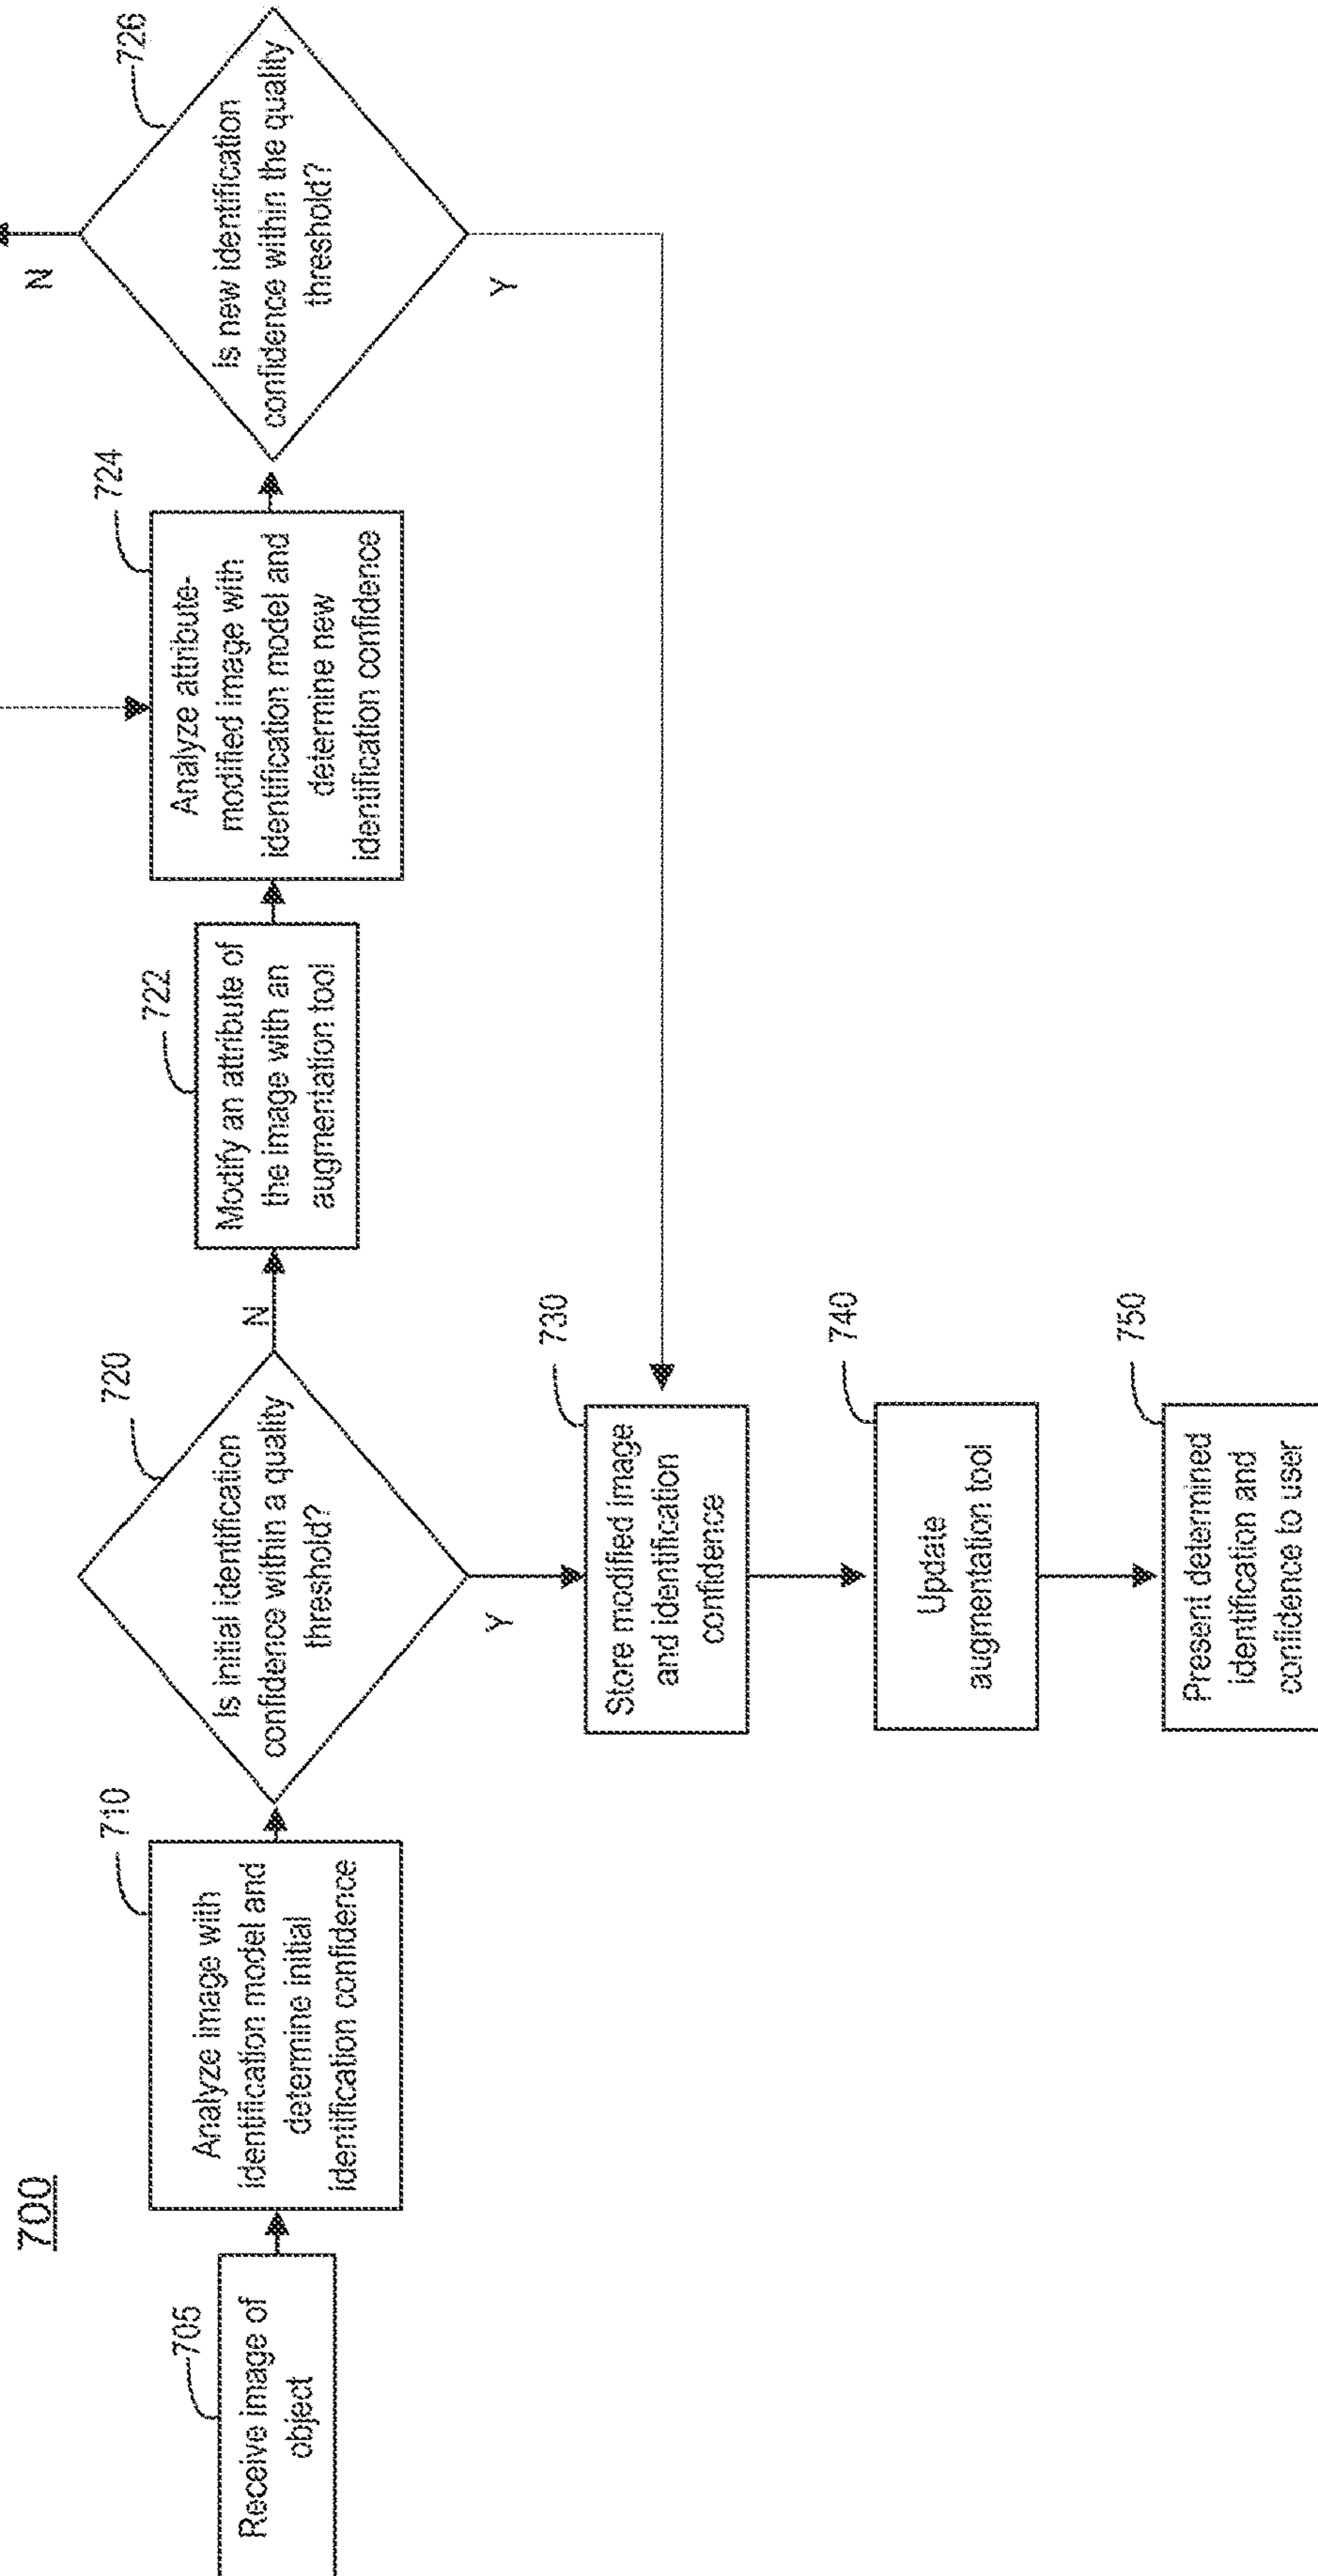 700
705
Receive image of
object
710
Analyze image with
identification model and
determine initial
identification confidence
720
Is initial identification
confidence within a quality
threshold?
N
Y
722
Modify an attribute of
the image with an
augmentation tool
724
Analyze attribute-
modified image with
identification model and
determine new
identification confidence
726
Is new identification
confidence within the quality
threshold?
N
Y
730
Store modified image
and identification
confidence
740
Update
augmentation tool
750
Present determined
identification and
confidence to user